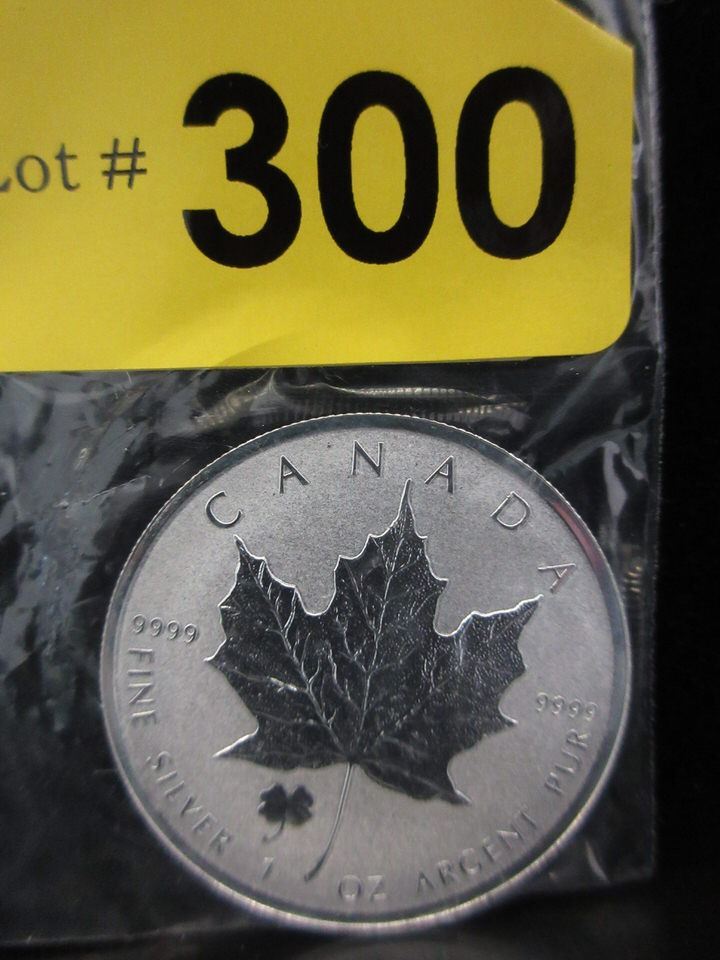 Lot # 300
CANADA
9999
9999
FINE SILVER 1 OZ ARGENT PUR